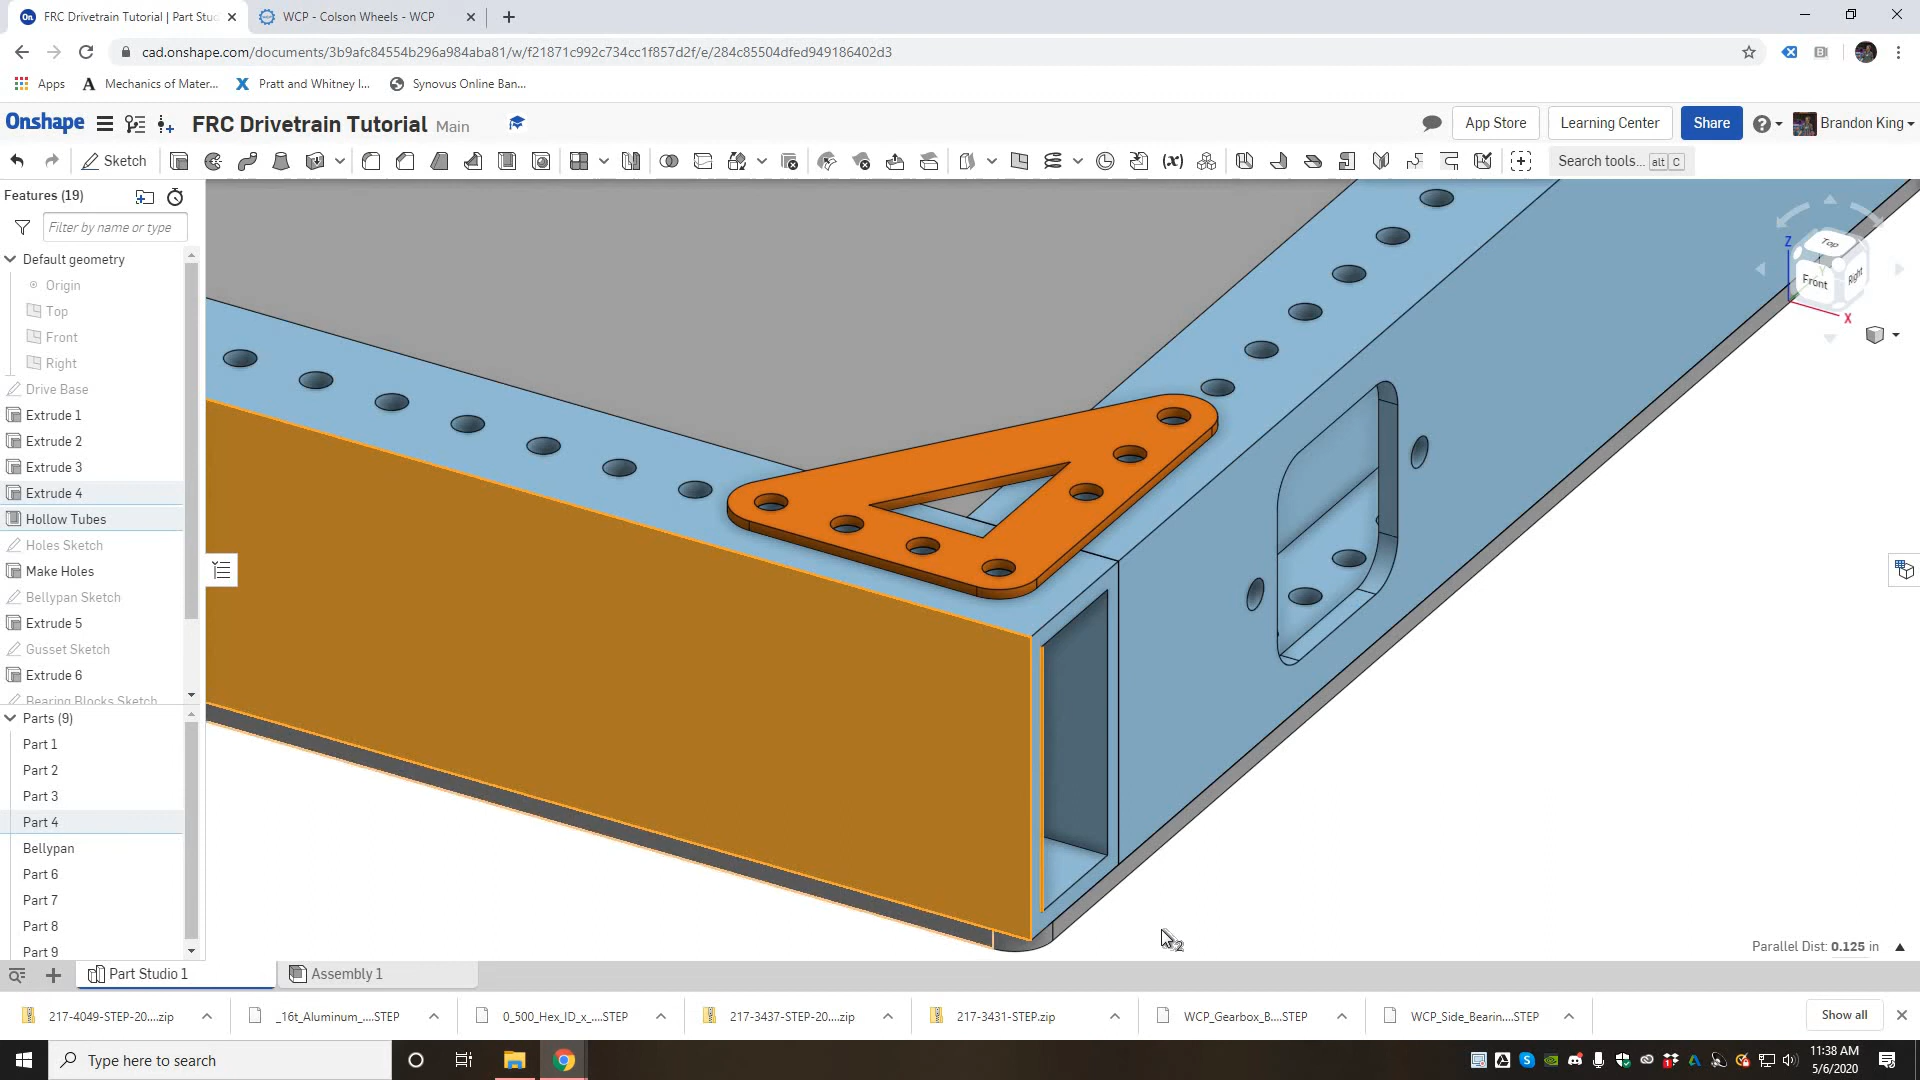 FRC Drivetrain Tutorial | Part Stu
WCP - Colson Wheels - WCP
cad.onshape.com/documents/3b9afc84554b296a984aba81/w/f21871c992c734cc1f857d2f/e/284c85504dfed949186402d3
Apps
Mechanics of Mater...
Pratt and Whitney I...
Synovus Online Ban...
Onshape
FRC Drivetrain Tutorial
Main
App Store
Learning Center
Share
Brandon King
Sketch
Search tools... alt C
Features (19)
Filter by name or type
Default geometry
Origin
Top
Front
Right
Drive Base
Extrude 1
Extrude 2
Extrude 3
Extrude 4
Hollow Tubes
Holes Sketch
Make Holes
Bellypan Sketch
Extrude 5
Gusset Sketch
Extrude 6
Bearing Blocks Sketch
Parts (9)
Part 1
Part 2
Part 3
Part 4
Bellypan
Part 6
Part 7
Part 8
Part 9
Z
Top
Front
Right
Y
X
Parallel Dist: 0.125 in
Part Studio 1
Assembly 1
217-4049-STEP-20....zip
_16t_Aluminum_....STEP
0_500_Hex_ID_x_....STEP
217-3437-STEP-20....zip
217-3431-STEP.zip
WCP_Gearbox_B....STEP
WCP_Side_Bearin....STEP
Show all
Type here to search
11:38 AM
5/6/2020